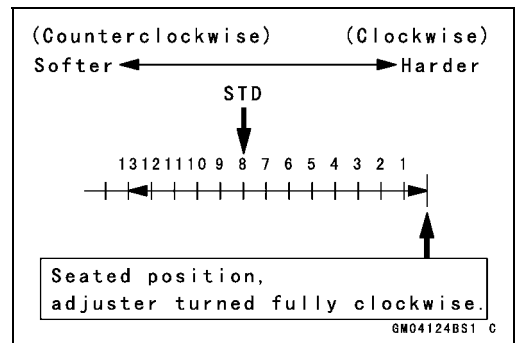 (Counterclockwise) (Clockwise)
Softer Harder
STD
13 12 11 10 9 8 7 6 5 4 3 2 1
Seated position,
adjuster turned fully clockwise.
GM04124BS1 C